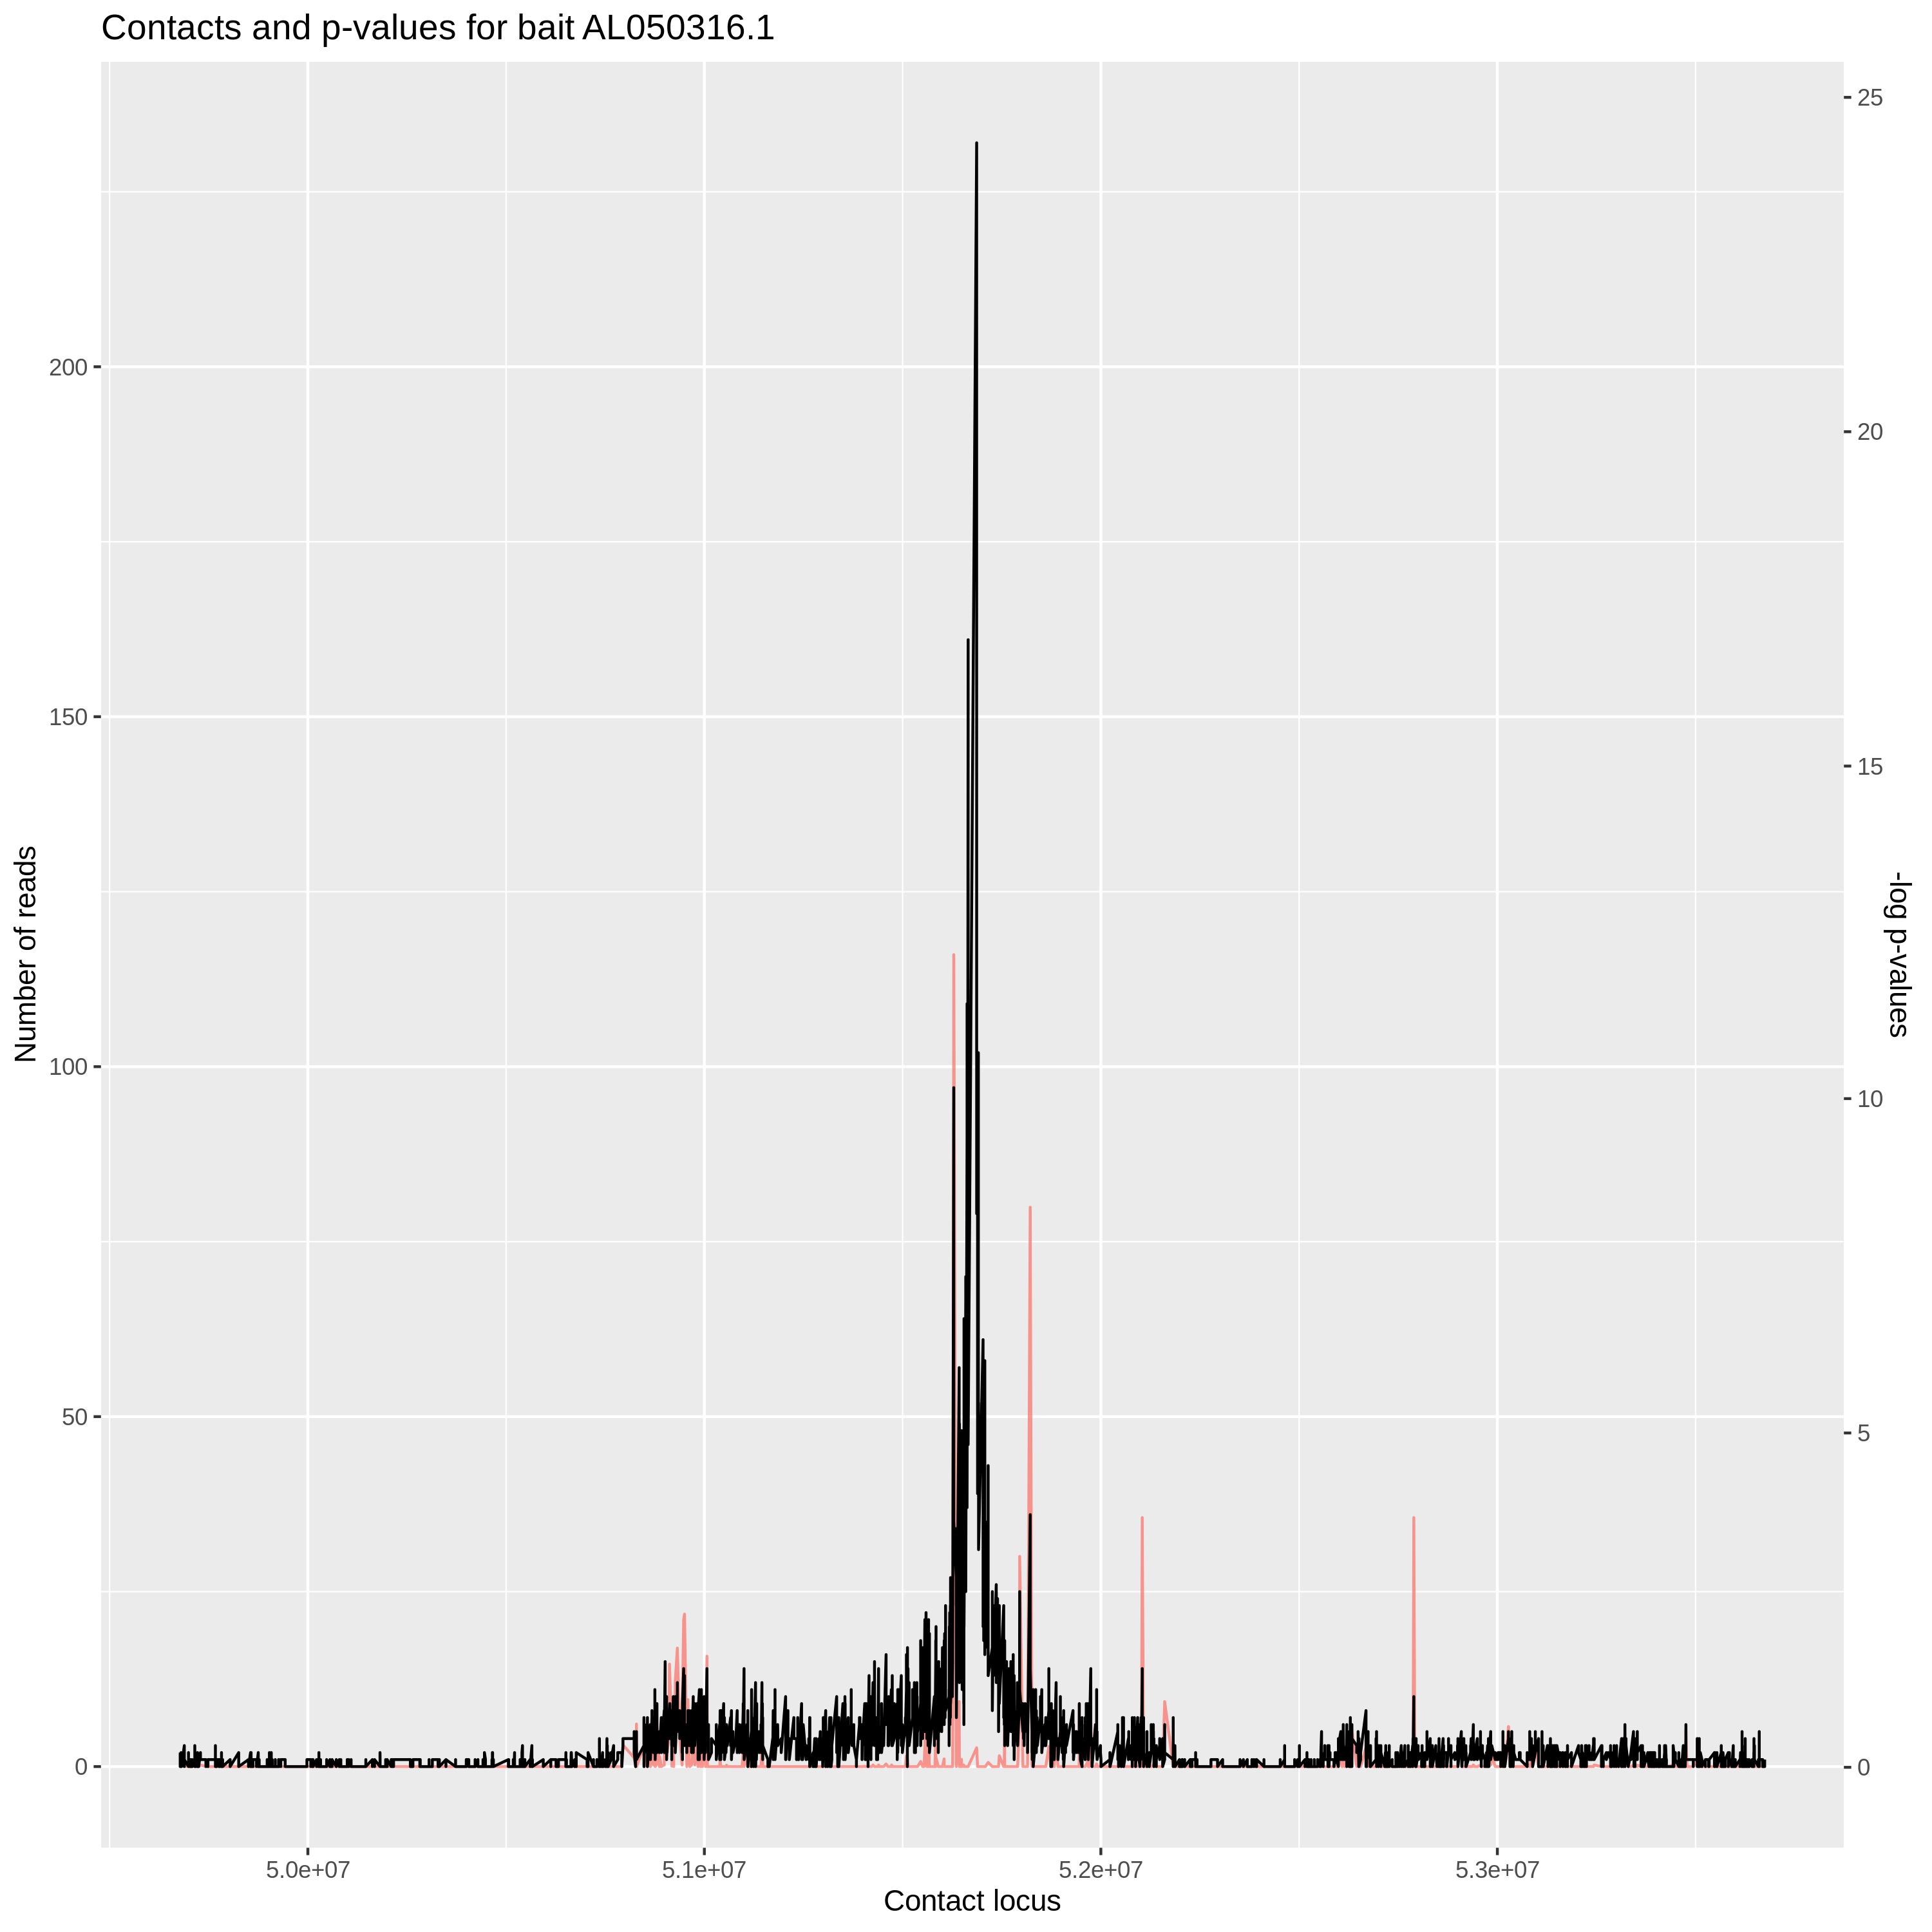 Contacts and p-values for bait AL050316.1
Number of reads
200
150
100
50
0
25
20
15
10
5
0
-log p-values
5.0e+07
5.1e+07
5.2e+07
5.3e+07
Contact locus